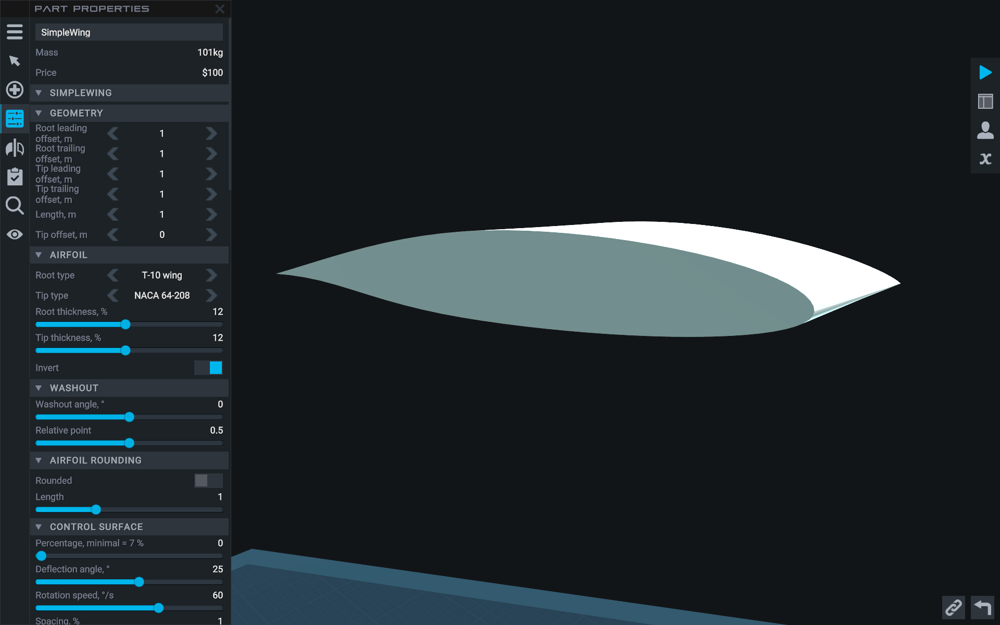 PART PROPERTIES
SimpleWing
Mass 101kg
Price $100
SIMPLEWING
GEOMETRY
Root leading offset, m 1
Root trailing offset, m 1
Tip leading offset, m 1
Tip trailing offset, m 1
Length, m 1
Tip offset, m 0
AIRFOIL
Root type T-10 wing
Tip type NACA 64-208
Root thickness, % 12
Tip thickness, % 12
Invert
WASHOUT
Washout angle, ° 0
Relative point 0.5
AIRFOIL ROUNDING
Rounded
Length 1
CONTROL SURFACE
Percentage, minimal = 7 % 0
Deflection angle, ° 25
Rotation speed, °/s 60
Spacing, % 1